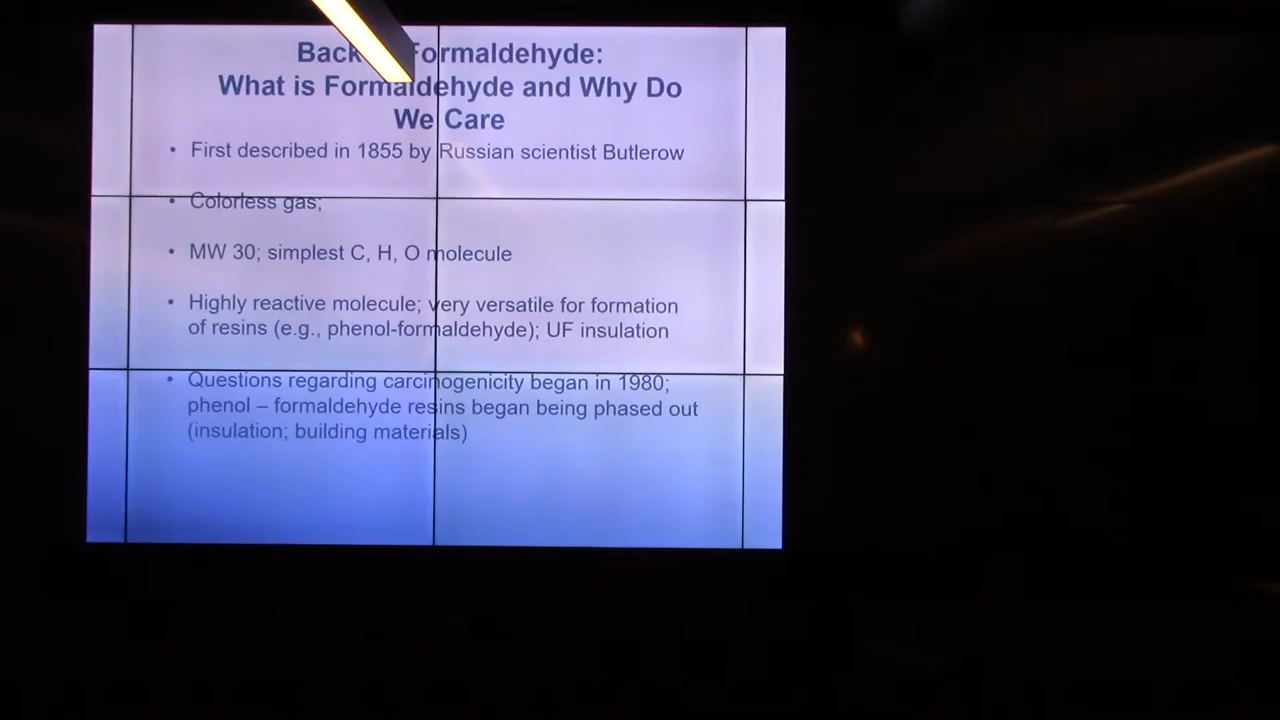 Back Formaldehyde:
What is Formaldehyde and Why Do
We Care
• First described in 1855 by Russian scientist Butlerow
• Colorless gas;
• MW 30; simplest C, H, O molecule
• Highly reactive molecule; very versatile for formation
of resins (e.g., phenol-formaldehyde); UF insulation
• Questions regarding carcinogenicity began in 1980;
phenol – formaldehyde resins began being phased out
(insulation; building materials)